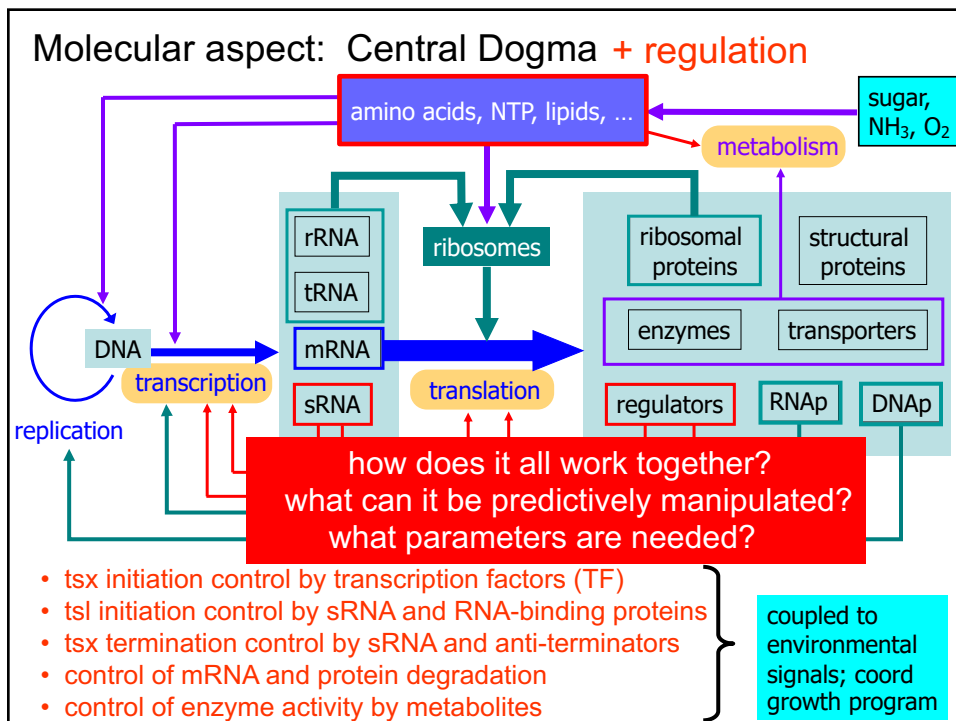 Molecular aspect: Central Dogma + regulation
amino acids, NTP, lipids, …
sugar,
NH₃, O₂
metabolism
rRNA
tRNA
mRNA
sRNA
ribosomes
ribosomal
proteins
structural
proteins
enzymes
transporters
DNA
transcription
translation
replication
regulators
RNAp
DNAp
how does it all work together?
what can it be predictively manipulated?
what parameters are needed?
• tsx initiation control by transcription factors (TF)
• tsl initiation control by sRNA and RNA-binding proteins
• tsx termination control by sRNA and anti-terminators
• control of mRNA and protein degradation
• control of enzyme activity by metabolites
coupled to
environmental
signals; coord
growth program